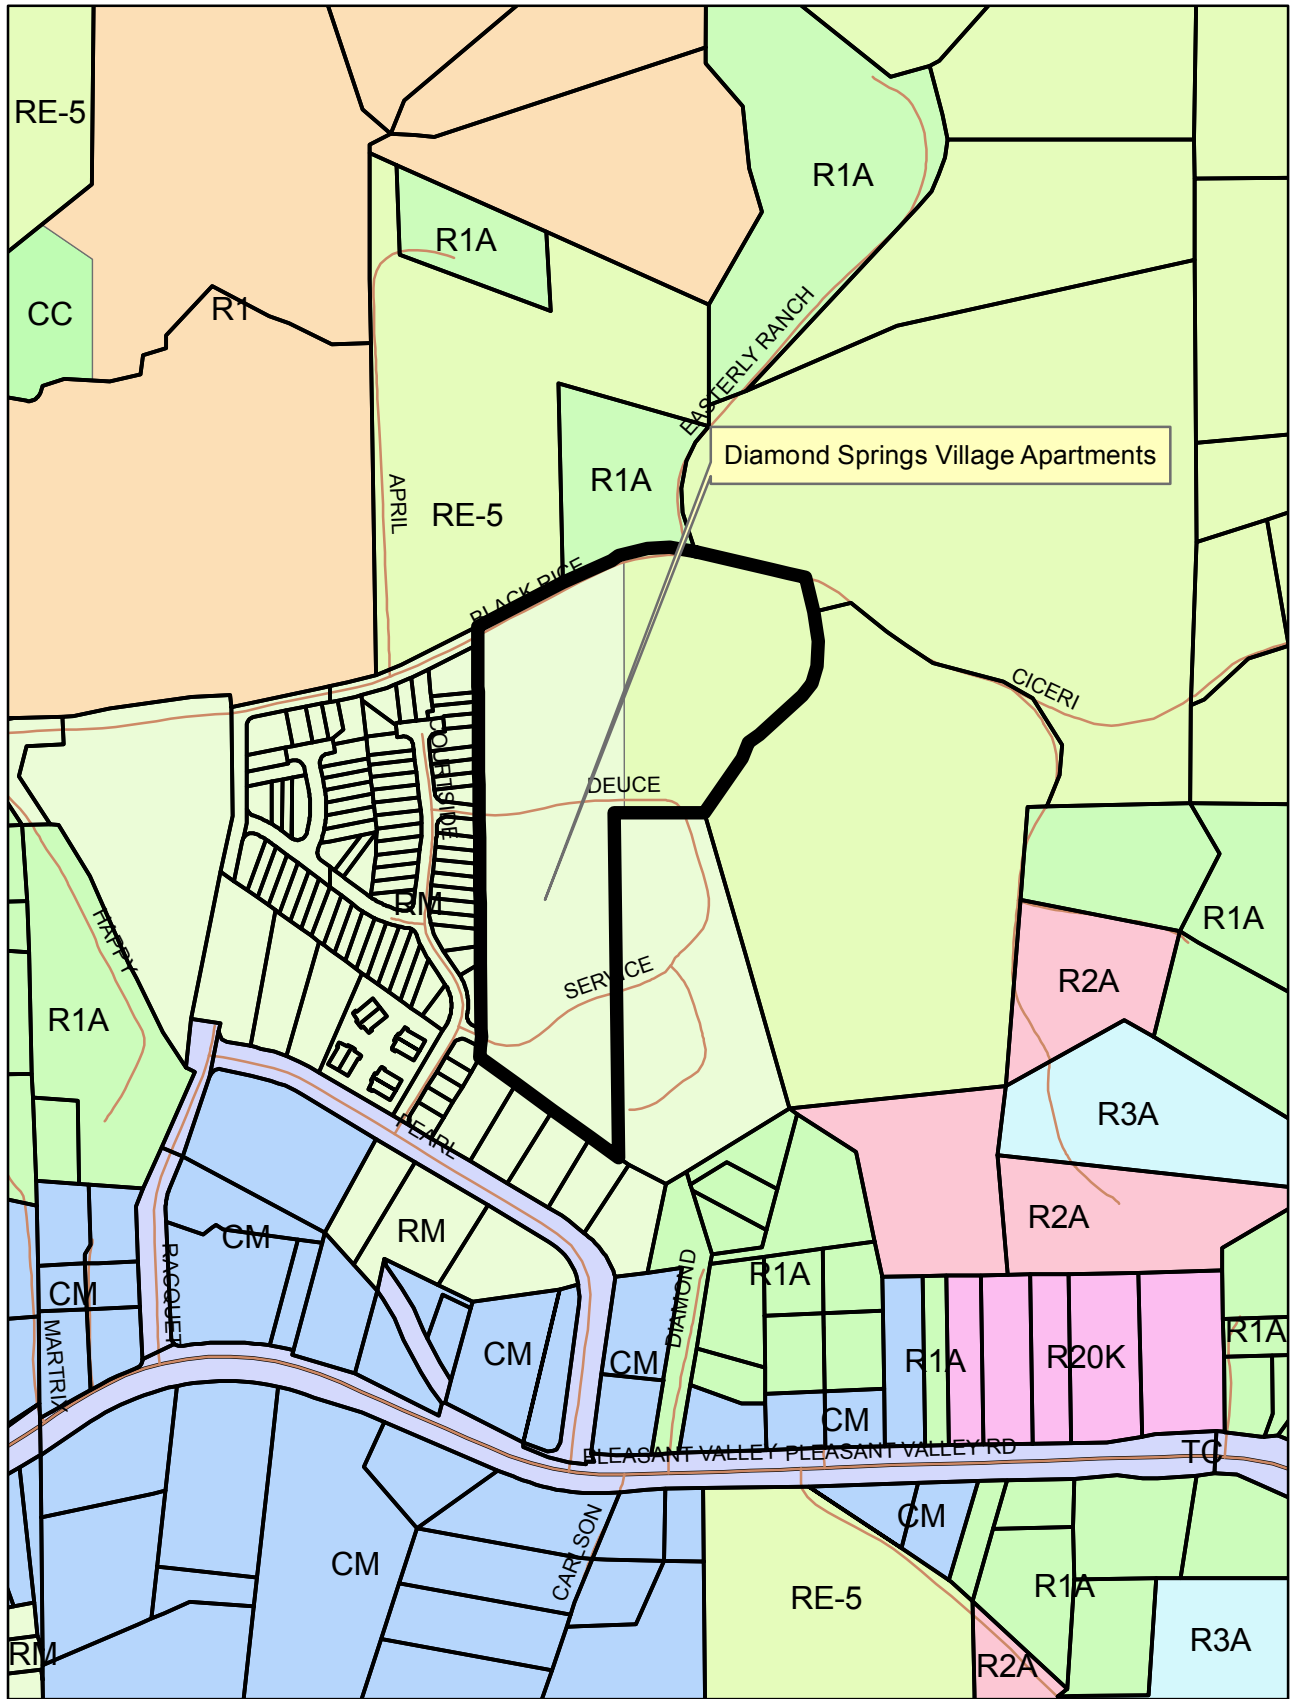 RE-5
R1A
R1A
CC
R1
EASTERLY RANCH
Diamond Springs Village Apartments
R1A
APRIL
RE-5
BLACK RICE
CICERI
COURTSIDE
DEUCE
RM
R1A
HAPPY
SERVICE
R2A
R1A
R3A
PEARL
R2A
RM
CM
RACQUET
DIAMOND
R1A
CM
MARTRIX
CM
CM
R1A
R20K
R1A
CM
PLEASANT VALLEY
PLEASANT VALLEY RD
TC
CM
CARLSON
CM
RE-5
R1A
R3A
RM
R2A